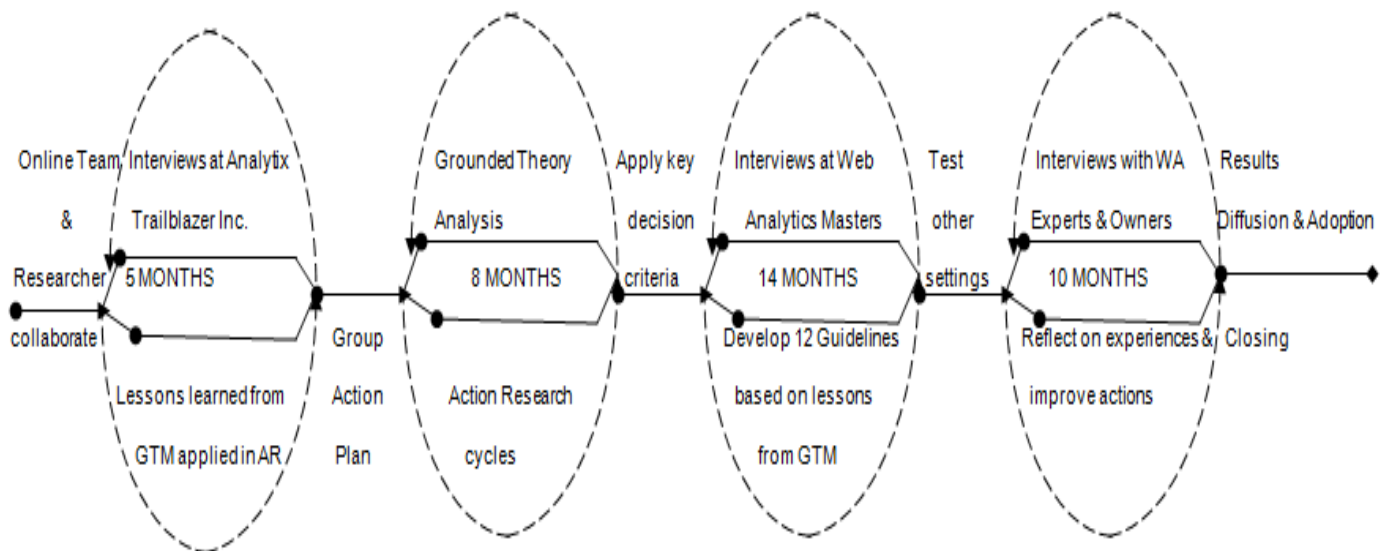 Online Team
&
Researcher
collaborate
Interviews at Analytix
Trailblazer Inc.
5 MONTHS
Lessons learned from
GTM applied in AR
Group
Action
Plan
Grounded Theory
Analysis
8 MONTHS
Action Research
cycles
Apply key
decision
criteria
Interviews at Web
Analytics Masters
14 MONTHS
Develop 12 Guidelines
based on lessons
from GTM
Test
other
settings
Interviews with WA
Experts & Owners
10 MONTHS
Reflect on experiences &
improve actions
Results
Diffusion & Adoption
Closing